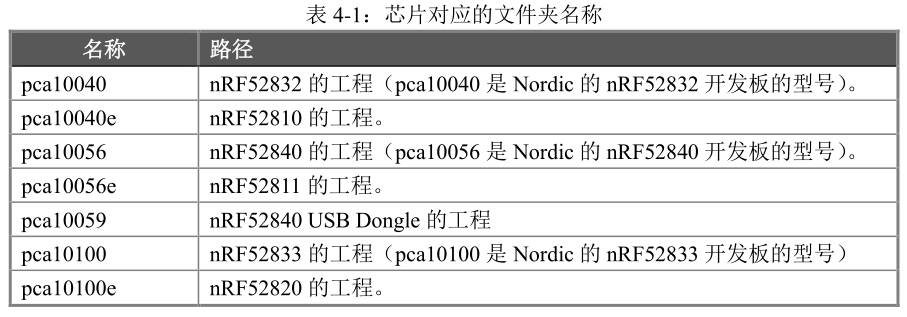 表 4-1：芯片对应的文件夹名称
名称 路径
pca10040 nRF52832 的工程（pca10040 是 Nordic 的 nRF52832 开发板的型号）。
pca10040e nRF52810 的工程。
pca10056 nRF52840 的工程（pca10056 是 Nordic 的 nRF52840 开发板的型号）。
pca10056e nRF52811 的工程。
pca10059 nRF52840 USB Dongle 的工程
pca10100 nRF52833 的工程（pca10100 是 Nordic 的 nRF52833 开发板的型号）
pca10100e nRF52820 的工程。